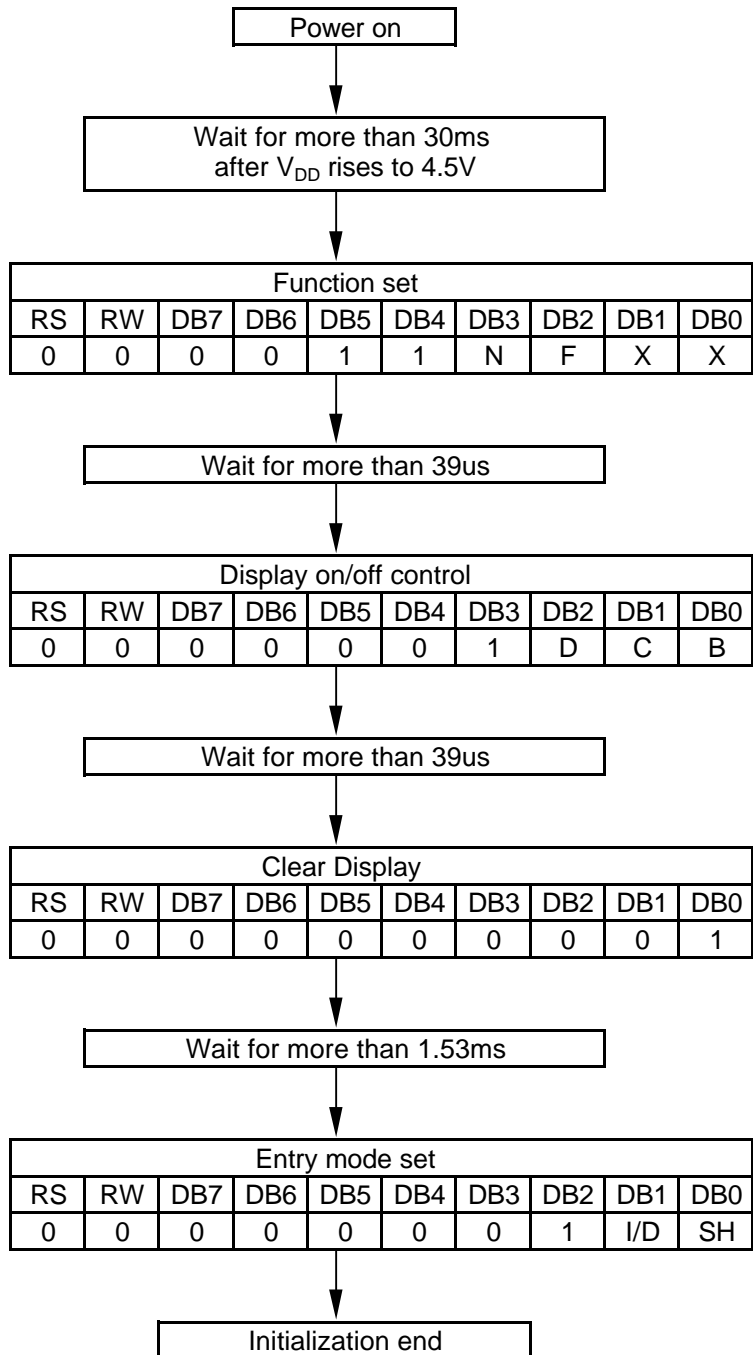 Power on
Wait for more than 30ms
after VDD rises to 4.5V
Function set
RS RW DB7 DB6 DB5 DB4 DB3 DB2 DB1 DB0
0 0 0 0 1 1 N F X X
Wait for more than 39us
Display on/off control
RS RW DB7 DB6 DB5 DB4 DB3 DB2 DB1 DB0
0 0 0 0 0 0 1 D C B
Wait for more than 39us
Clear Display
RS RW DB7 DB6 DB5 DB4 DB3 DB2 DB1 DB0
0 0 0 0 0 0 0 0 0 1
Wait for more than 1.53ms
Entry mode set
RS RW DB7 DB6 DB5 DB4 DB3 DB2 DB1 DB0
0 0 0 0 0 0 0 1 I/D SH
Initialization end